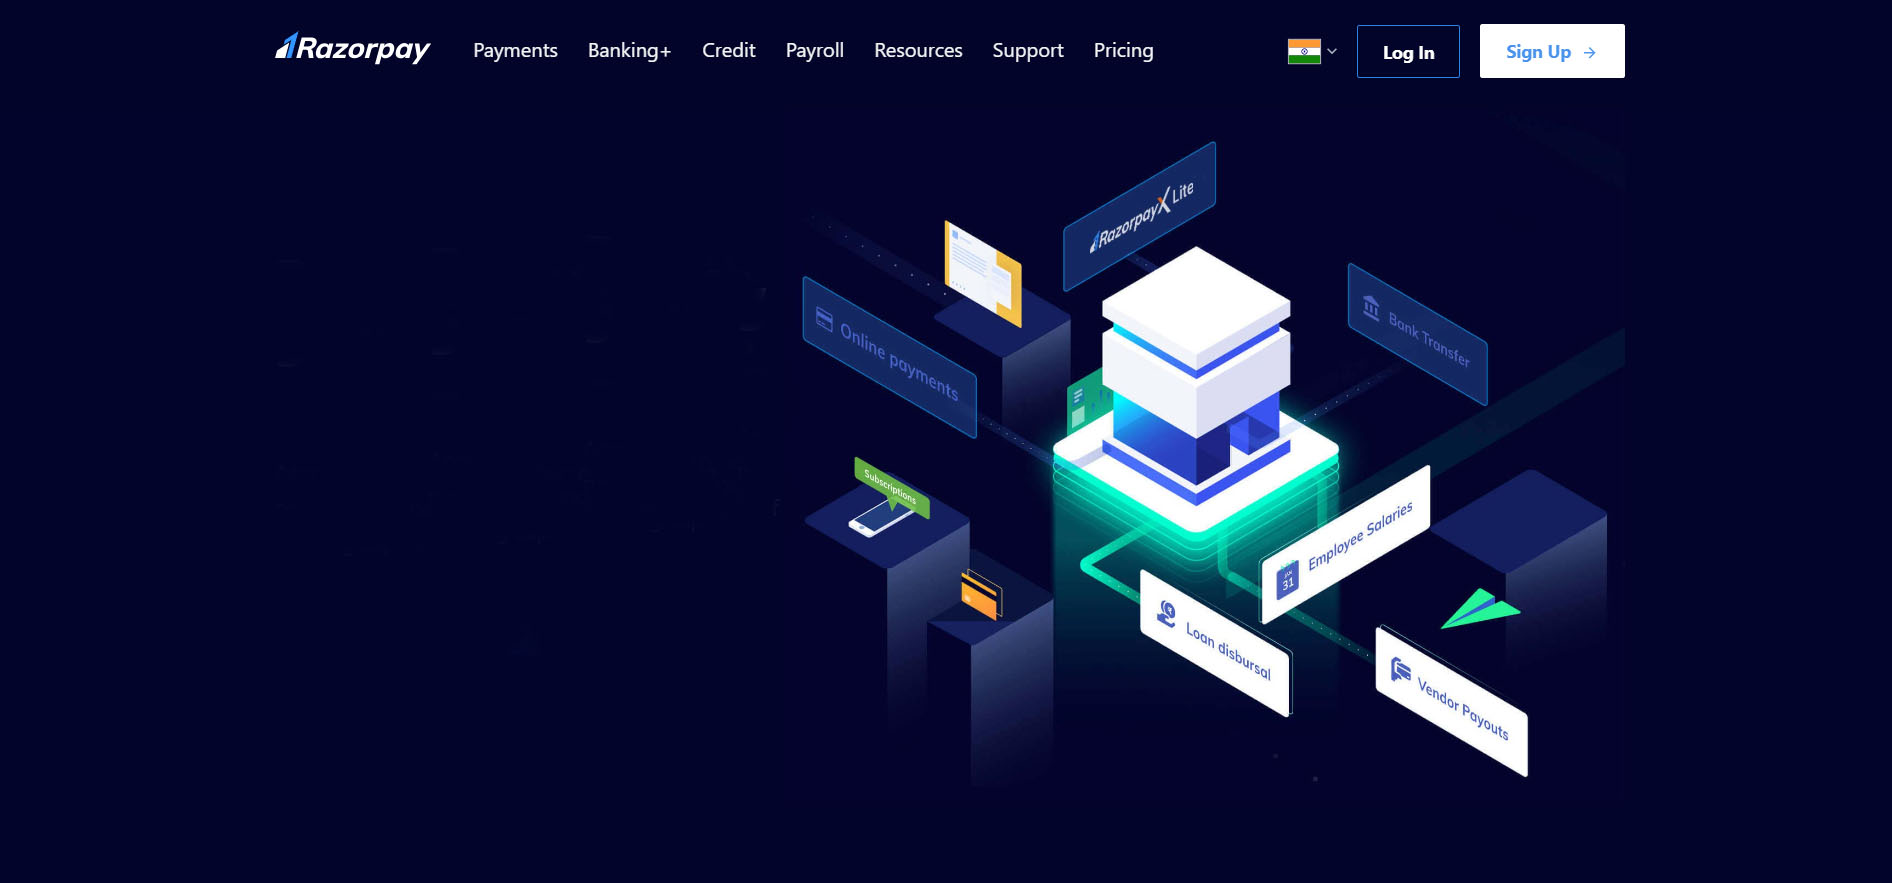 Razorpay
Payments
Banking+
Credit
Payroll
Resources
Support
Pricing
Log In
Sign Up →
RazorpayX Lite
Online payments
Bank Transfer
Subscriptions
Employee Salaries
JAN
31
Loan disbursal
Vendor Payouts